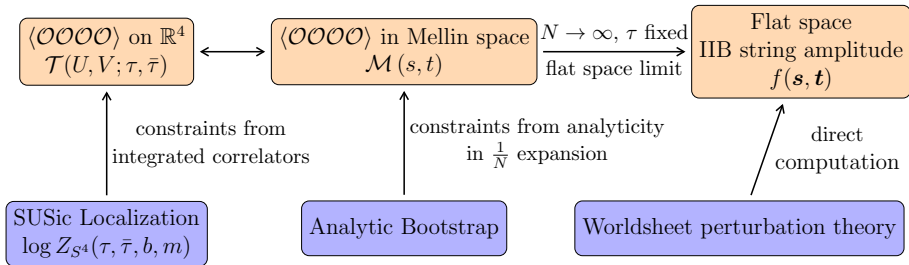 ⟨𝒪𝒪𝒪𝒪⟩ on ℝ⁴
𝒯(U, V; τ, τ̄)
⟨𝒪𝒪𝒪𝒪⟩ in Mellin space
ℳ(s, t)
N → ∞, τ fixed
flat space limit
Flat space
IIB string amplitude
f(𝒔, 𝒕)
constraints from
integrated correlators
constraints from analyticity
in 1/N expansion
direct
computation
SUSic Localization
log Z_{S⁴}(τ, τ̄, b, m)
Analytic Bootstrap
Worldsheet perturbation theory